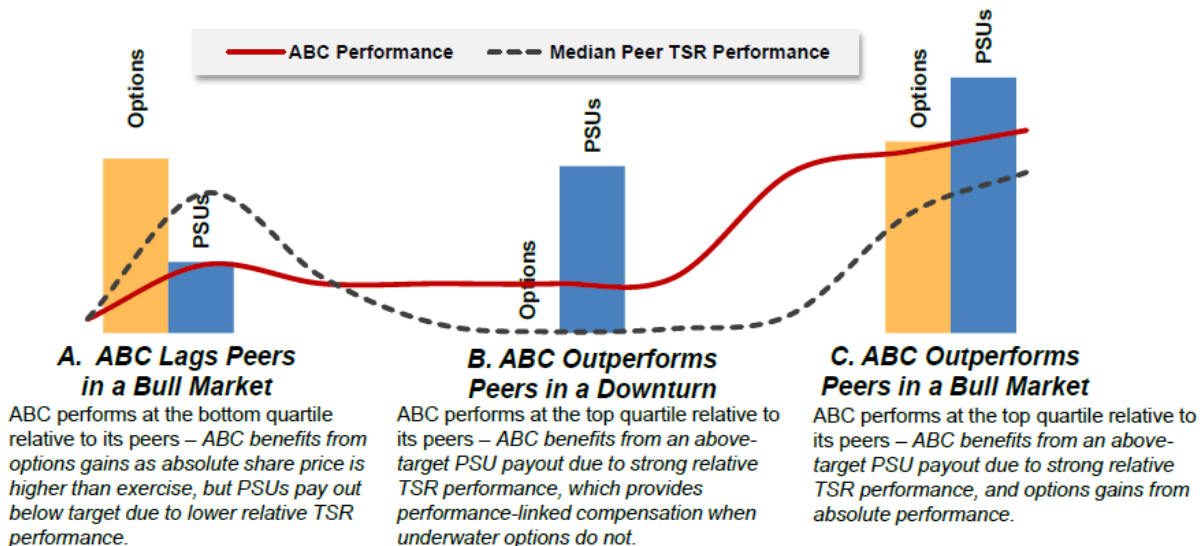 ABC Performance
Median Peer TSR Performance
Options
PSUs
Options
PSUs
Options
PSUs
A. ABC Lags Peers
in a Bull Market
ABC performs at the bottom quartile
relative to its peers – ABC benefits from
options gains as absolute share price is
higher than exercise, but PSUs pay out
below target due to lower relative TSR
performance.
B. ABC Outperforms
Peers in a Downturn
ABC performs at the top quartile relative to
its peers – ABC benefits from an above-
target PSU payout due to strong relative
TSR performance, which provides
performance-linked compensation when
underwater options do not.
C. ABC Outperforms
Peers in a Bull Market
ABC performs at the top quartile relative to
its peers – ABC benefits from an above-
target PSU payout due to strong relative
TSR performance, and options gains from
absolute performance.